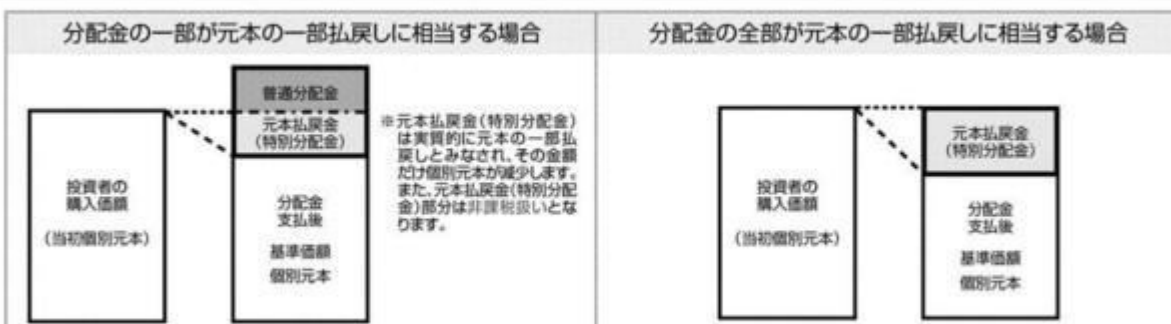 分配金の一部が元本の一部払戻しに相当する場合
普通分配金
元本払戻金
(特別分配金)
投資者の
購入価額
(当初個別元本)
分配金
支払後
基準価額
個別元本
※元本払戻金(特別分配金)
は実質的に元本の一部払
戻しとみなされ、その金額
だけ個別元本が減少します。
また、元本払戻金(特別分配
金)部分は非課税扱いとな
ります。
分配金の全部が元本の一部払戻しに相当する場合
元本払戻金
(特別分配金)
投資者の
購入価額
(当初個別元本)
分配金
支払後
基準価額
個別元本